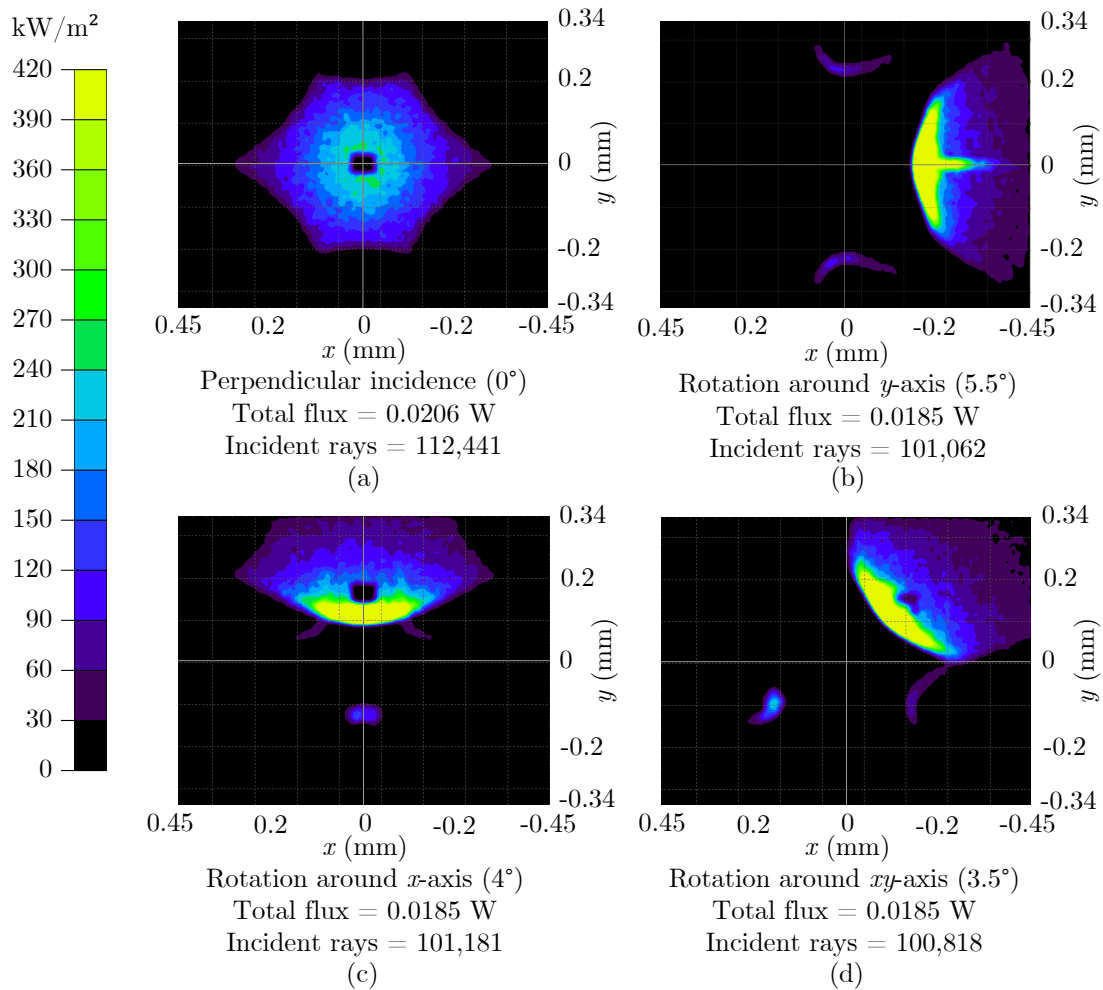 kW/m²
420
390
360
330
300
270
240
210
180
150
120
90
60
30
0
0.34
0.2
0
-0.2
-0.34
y (mm)
0.45 0.2 0 -0.2 -0.45
x (mm)
Perpendicular incidence (0°)
Total flux = 0.0206 W
Incident rays = 112,441
(a)
0.34
0.2
0
-0.2
-0.34
y (mm)
0.45 0.2 0 -0.2 -0.45
x (mm)
Rotation around y-axis (5.5°)
Total flux = 0.0185 W
Incident rays = 101,062
(b)
0.34
0.2
0
-0.2
-0.34
y (mm)
0.45 0.2 0 -0.2 -0.45
x (mm)
Rotation around x-axis (4°)
Total flux = 0.0185 W
Incident rays = 101,181
(c)
0.34
0.2
0
-0.2
-0.34
y (mm)
0.45 0.2 0 -0.2 -0.45
x (mm)
Rotation around xy-axis (3.5°)
Total flux = 0.0185 W
Incident rays = 100,818
(d)